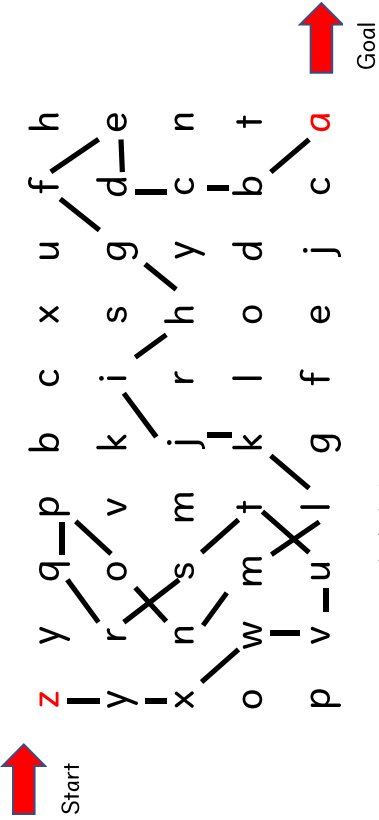 z y q p b c x u f h
Start
y r o v k i s g d e
x n s m j r h y c n
o w m t k l o d b t
p v u l g f e j c a
Goal